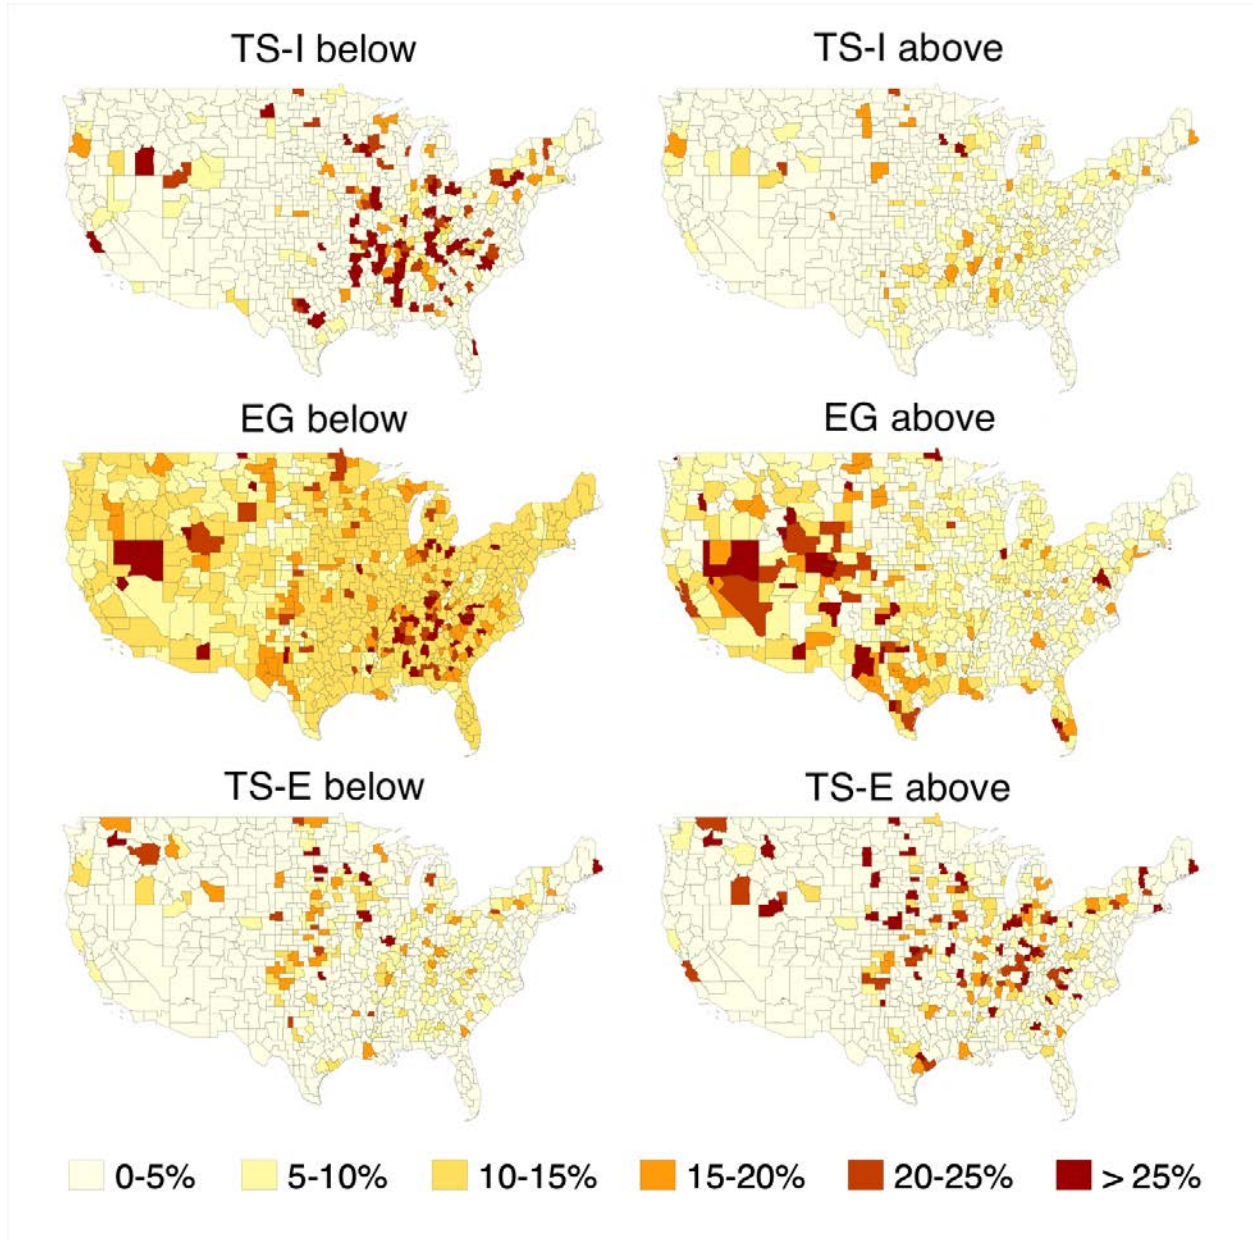 TS-I below
TS-I above
EG below
EG above
TS-E below
TS-E above
0-5%
5-10%
10-15%
15-20%
20-25%
> 25%